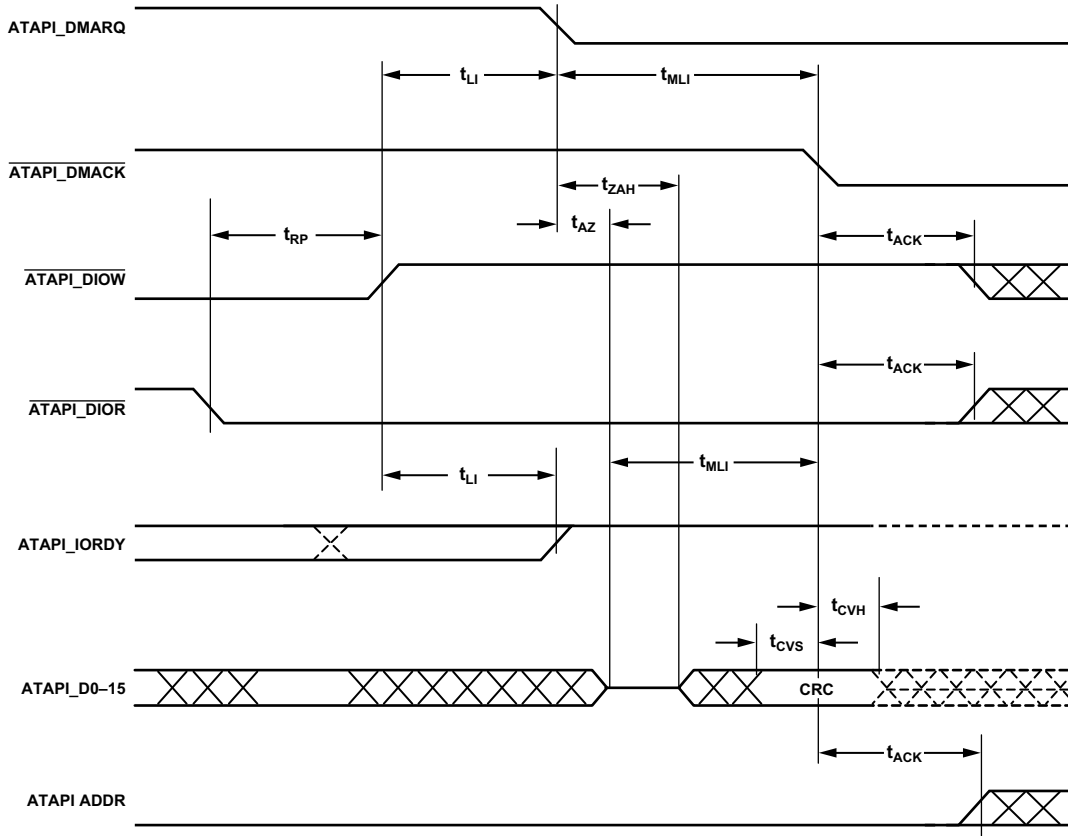 ATAPI_DMARQ
tLI
tMLI
ATAPI_DMACK
tZAH
tAZ
tRP
tACK
ATAPI_DIOW
tACK
ATAPI_DIOR
tMLI
tLI
ATAPI_IORDY
tCVH
tCVS
ATAPI_D0–15
CRC
tACK
ATAPI ADDR